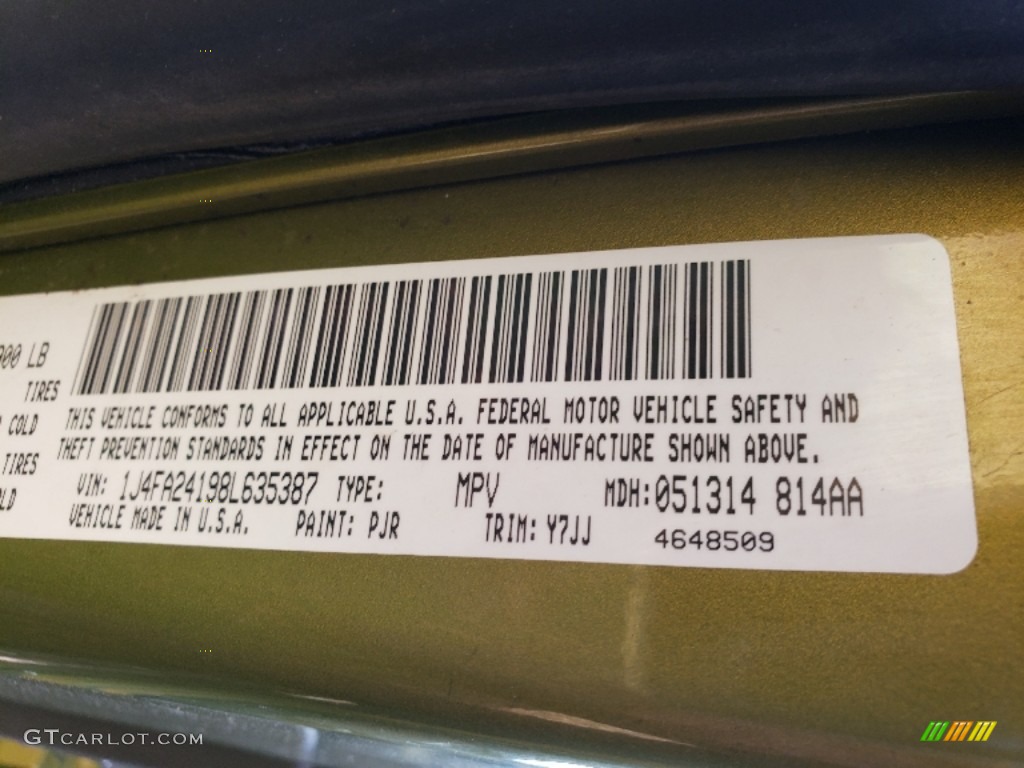 900 LB
TIRES
COLD
TIRES
THIS VEHICLE CONFORMS TO ALL APPLICABLE U.S.A. FEDERAL MOTOR VEHICLE SAFETY AND
THEFT PREVENTION STANDARDS IN EFFECT ON THE DATE OF MANUFACTURE SHOWN ABOVE.
VIN: 1J4FA24198L635387 TYPE: MPV MDH:051314 814AA
VEHICLE MADE IN U.S.A. PAINT: PJR TRIM: Y7JJ 4648509
GTCARLOT.COM